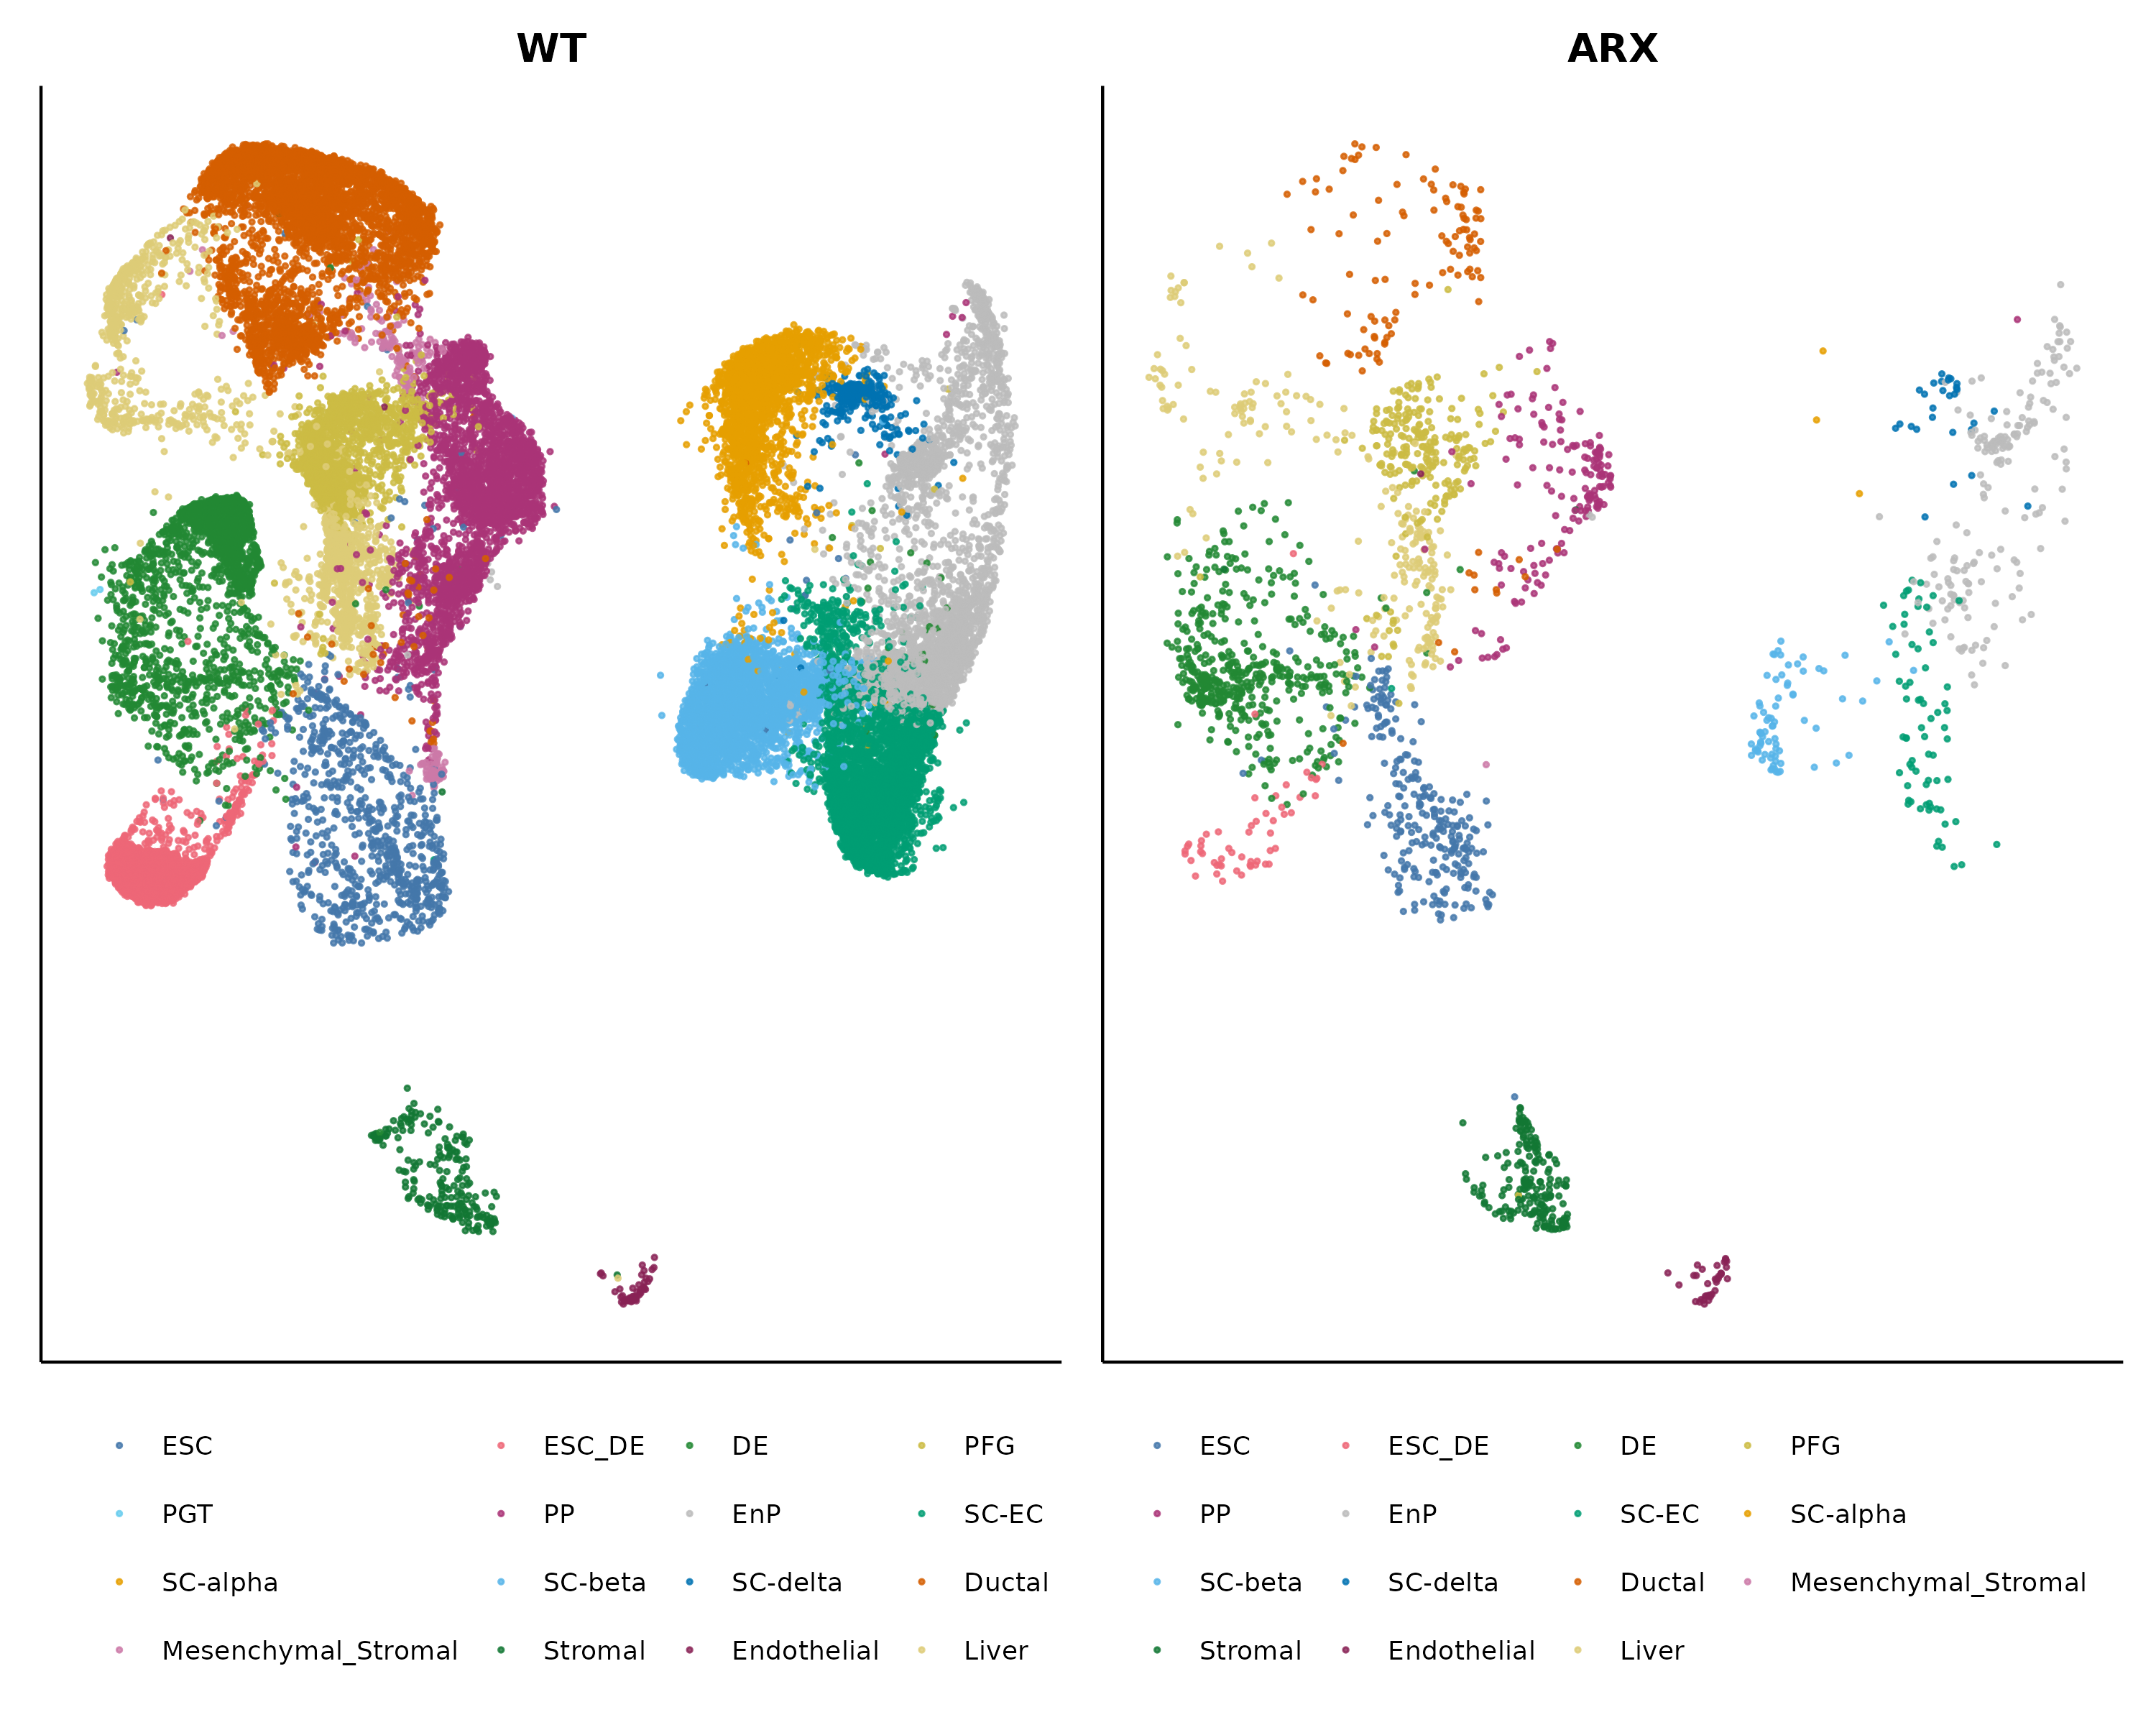 WT
ARX
ESC ESC_DE DE PFG ESC ESC_DE DE PFG
PGT PP EnP SC-EC PP EnP SC-EC SC-alpha
SC-alpha SC-beta SC-delta Ductal SC-beta SC-delta Ductal Mesenchymal_Stromal
Mesenchymal_Stromal Stromal Endothelial Liver Stromal Endothelial Liver